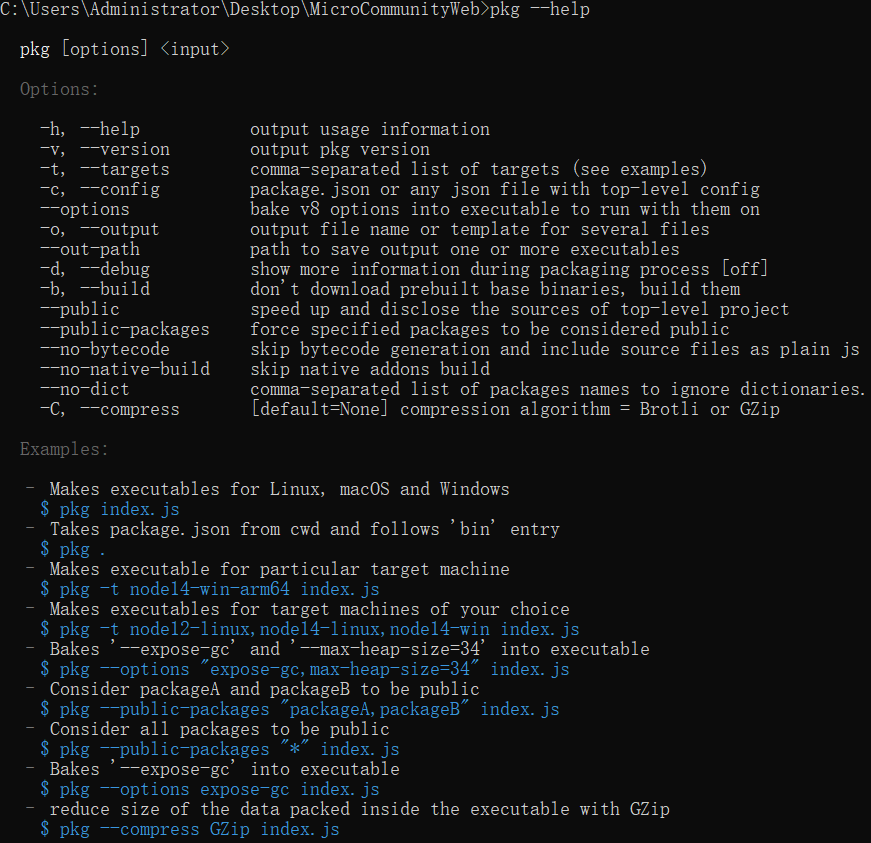 C:\Users\Administrator\Desktop\MicroCommunityWeb>pkg --help
pkg [options] <input>
Options:
-h, --help output usage information
-v, --version output pkg version
-t, --targets comma-separated list of targets (see examples)
-c, --config package.json or any json file with top-level config
--options bake v8 options into executable to run with them on
-o, --output output file name or template for several files
--out-path path to save output one or more executables
-d, --debug show more information during packaging process [off]
-b, --build don't download prebuilt base binaries, build them
--public speed up and disclose the sources of top-level project
--public-packages force specified packages to be considered public
--no-bytecode skip bytecode generation and include source files as plain js
--no-native-build skip native addons build
--no-dict comma-separated list of packages names to ignore dictionaries.
-C, --compress [default=None] compression algorithm = Brotli or GZip
Examples:
- Makes executables for Linux, macOS and Windows
$ pkg index.js
- Takes package.json from cwd and follows 'bin' entry
$ pkg .
- Makes executable for particular target machine
$ pkg -t node14-win-arm64 index.js
- Makes executables for target machines of your choice
$ pkg -t node12-linux,node14-linux,node14-win index.js
- Bakes '--expose-gc' and '--max-heap-size=34' into executable
$ pkg --options "expose-gc,max-heap-size=34" index.js
- Consider packageA and packageB to be public
$ pkg --public-packages "packageA,packageB" index.js
- Consider all packages to be public
$ pkg --public-packages "*" index.js
- Bakes '--expose-gc' into executable
$ pkg --options expose-gc index.js
- reduce size of the data packed inside the executable with GZip
$ pkg --compress GZip index.js